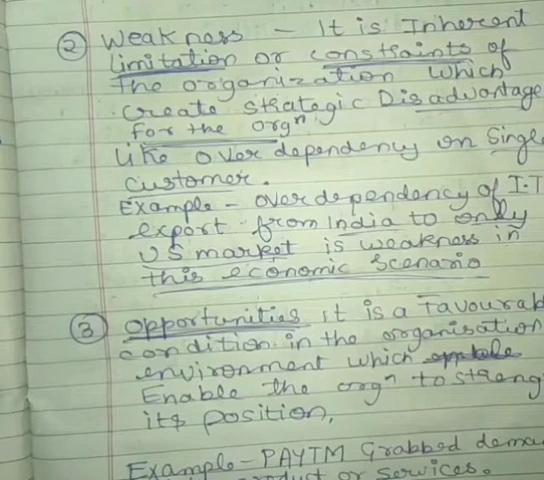 ② Weakness - It is Inherent
limitation or constraints of
the organization which
create strategic Disadvantage
for the orgⁿ
like over dependency on Single
customer.
Example - over dependency of I.T
export from India to only
US market is weakness in
this economic scenario
③ Opportunities it is a Favourab
condition in the organisation
environment which
Enable the orgⁿ to streng
its position,
Example - PAYTM Grabbed dema
product or services.